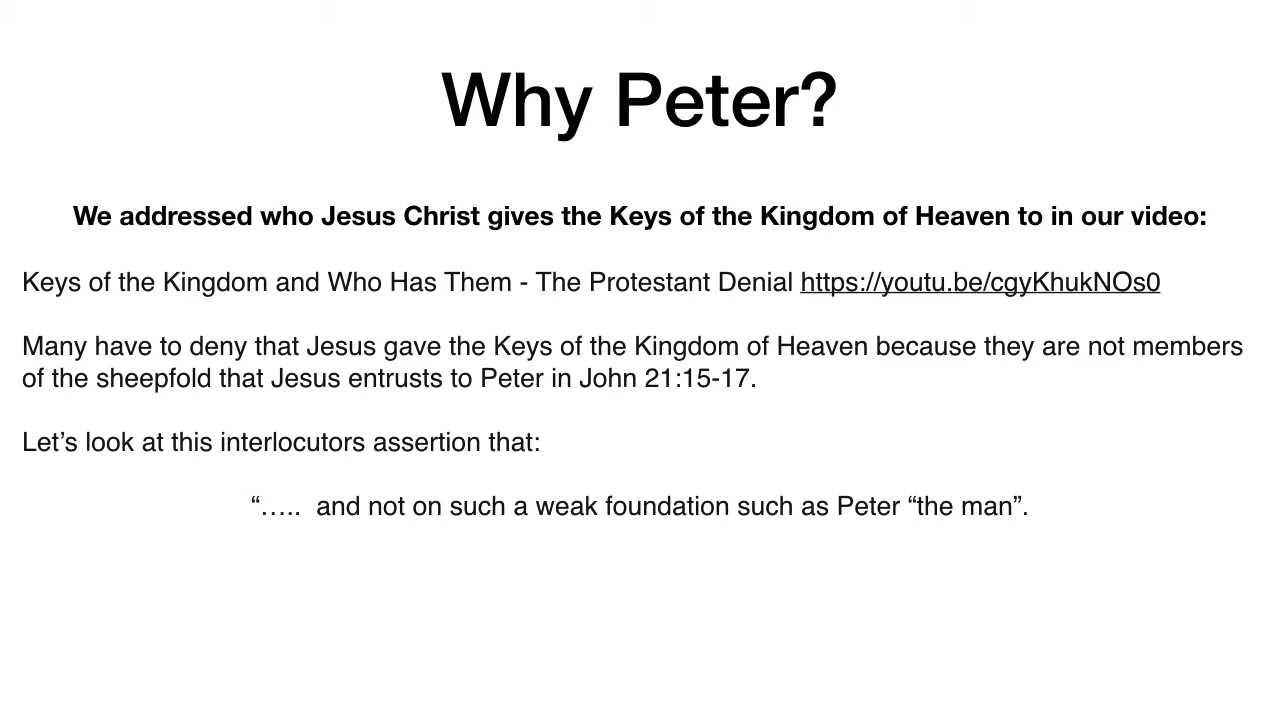 Why Peter?
We addressed who Jesus Christ gives the Keys of the Kingdom of Heaven to in our video:
Keys of the Kingdom and Who Has Them - The Protestant Denial https://youtu.be/cgyKhukNOs0
Many have to deny that Jesus gave the Keys of the Kingdom of Heaven because they are not members
of the sheepfold that Jesus entrusts to Peter in John 21:15-17.
Let’s look at this interlocutors assertion that:
“…..  and not on such a weak foundation such as Peter “the man”.